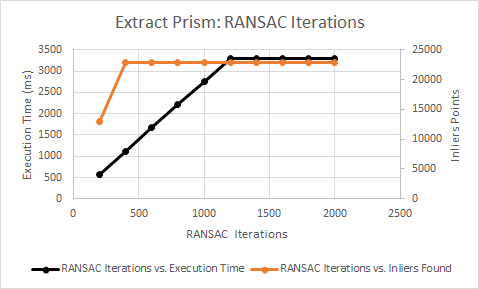 Extract Prism: RANSAC Iterations
3500
3000
2500
2000
1500
1000
500
0
Execution Time (ms)
25000
20000
15000
10000
5000
0
Inliers Points
0 500 1000 1500 2000 2500
RANSAC Iterations
RANSAC Iterations vs. Execution Time RANSAC Iterations vs. Inliers Found